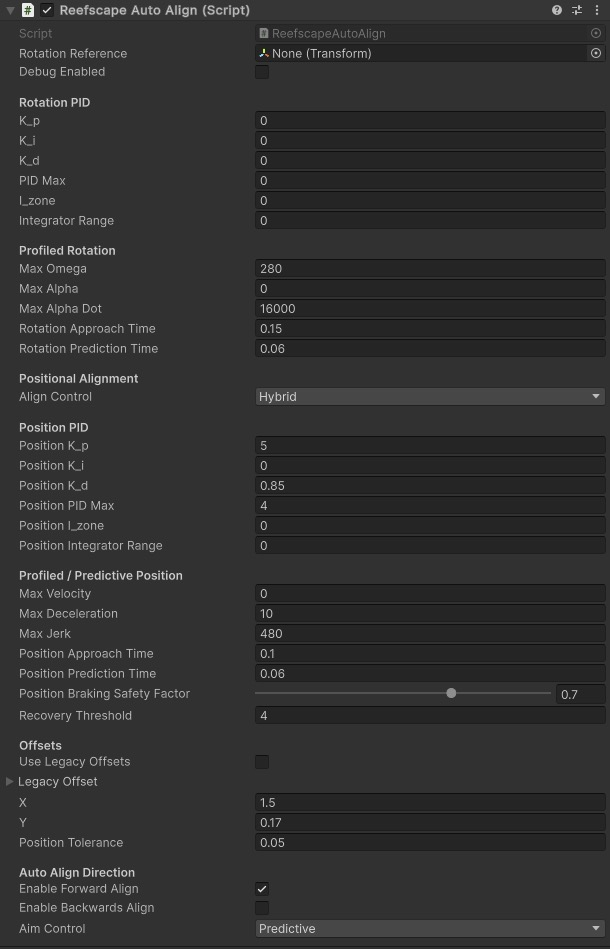 Reefscape Auto Align (Script)
Script ReefscapeAutoAlign
Rotation Reference None (Transform)
Debug Enabled
Rotation PID
K_p 0
K_i 0
K_d 0
PID Max 0
I_zone 0
Integrator Range 0
Profiled Rotation
Max Omega 280
Max Alpha 0
Max Alpha Dot 16000
Rotation Approach Time 0.15
Rotation Prediction Time 0.06
Positional Alignment
Align Control Hybrid
Position PID
Position K_p 5
Position K_i 0
Position K_d 0.85
Position PID Max 4
Position I_zone 0
Position Integrator Range 0
Profiled / Predictive Position
Max Velocity 0
Max Deceleration 10
Max Jerk 480
Position Approach Time 0.1
Position Prediction Time 0.06
Position Braking Safety Factor 0.7
Recovery Threshold 4
Offsets
Use Legacy Offsets
Legacy Offset
X 1.5
Y 0.17
Position Tolerance 0.05
Auto Align Direction
Enable Forward Align
Enable Backwards Align
Aim Control Predictive